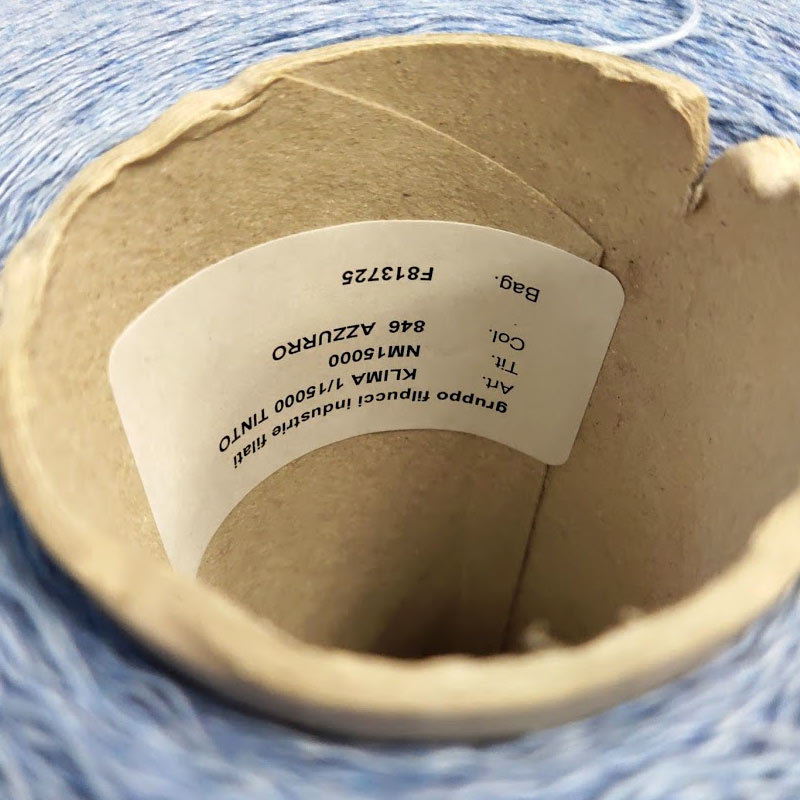 gruppo filpucci industrie filati
Art. KLIMA 1/15000 TINTO
Tit. NM15000
Col. 846 AZZURRO
Bag. F813725